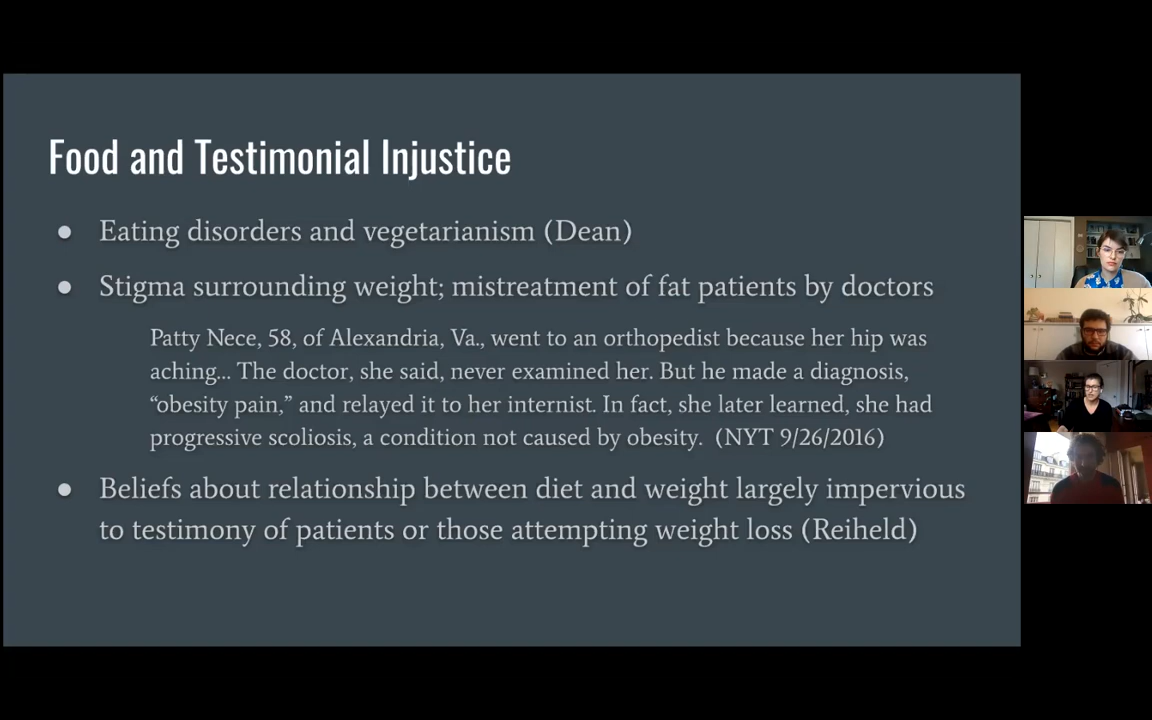 Food and Testimonial Injustice
● Eating disorders and vegetarianism (Dean)
● Stigma surrounding weight; mistreatment of fat patients by doctors
Patty Nece, 58, of Alexandria, Va., went to an orthopedist because her hip was
aching... The doctor, she said, never examined her. But he made a diagnosis,
“obesity pain,” and relayed it to her internist. In fact, she later learned, she had
progressive scoliosis, a condition not caused by obesity. (NYT 9/26/2016)
● Beliefs about relationship between diet and weight largely impervious
to testimony of patients or those attempting weight loss (Reiheld)